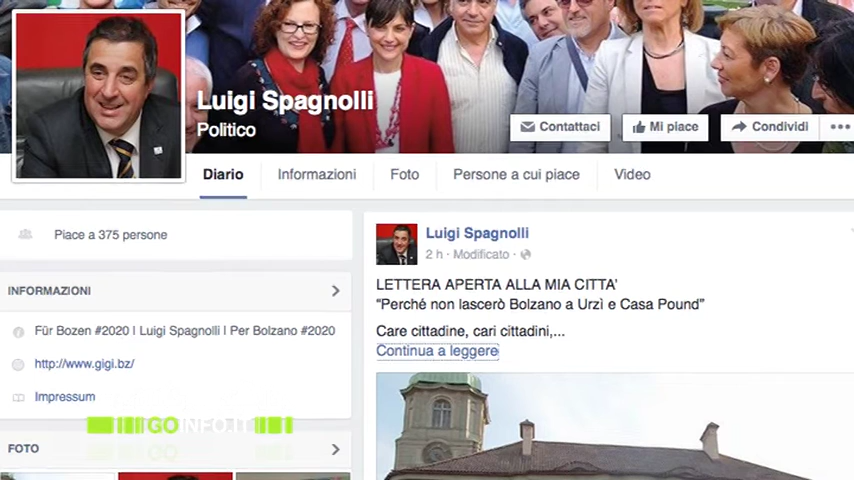 Luigi Spagnolli
Politico
Contattaci
Mi piace
Condividi
Diario
Informazioni
Foto
Persone a cui piace
Video
Piace a 375 persone
INFORMAZIONI
Für Bozen #2020 | Luigi Spagnolli | Per Bolzano #2020
http://www.gigi.bz/
Impressum
GOINFO.IT
FOTO
Luigi Spagnolli
2 h · Modificato ·
LETTERA APERTA ALLA MIA CITTA'
“Perché non lascerò Bolzano a Urzì e Casa Pound”
Care cittadine, cari cittadini,...
Continua a leggere